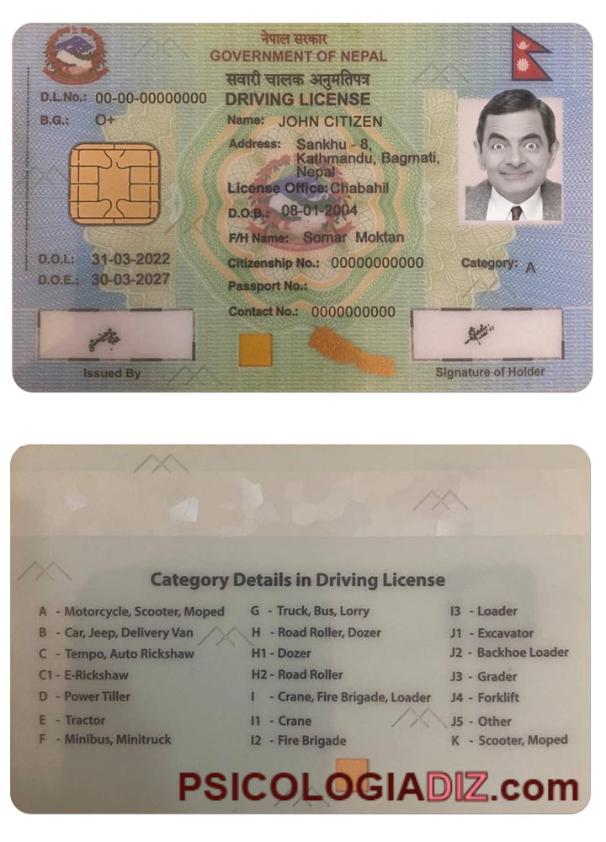 नेपाल सरकार
GOVERNMENT OF NEPAL
सवारी चालक अनुमतिपत्र
D.L.No.: 00-00-00000000 DRIVING LICENSE
B.G.: O+ Name: JOHN CITIZEN
Address: Sankhu - 8,
Kathmandu, Bagmati,
Nepal
License Office: Chabahil
D.O.B.: 08-01-2004
F/H Name: Somar Moktan
D.O.I.: 31-03-2022 Citizenship No.: 00000000000 Category: A
D.O.E.: 30-03-2027 Passport No.:
Contact No.: 0000000000
Issued By Signature of Holder
Category Details in Driving License
A - Motorcycle, Scooter, Moped G - Truck, Bus, Lorry I3 - Loader
B - Car, Jeep, Delivery Van H - Road Roller, Dozer J1 - Excavator
C - Tempo, Auto Rickshaw H1 - Dozer J2 - Backhoe Loader
C1 - E-Rickshaw H2 - Road Roller J3 - Grader
D - Power Tiller I - Crane, Fire Brigade, Loader J4 - Forklift
E - Tractor I1 - Crane J5 - Other
F - Minibus, Minitruck I2 - Fire Brigade K - Scooter, Moped
PSICOLOGIADIZ.com